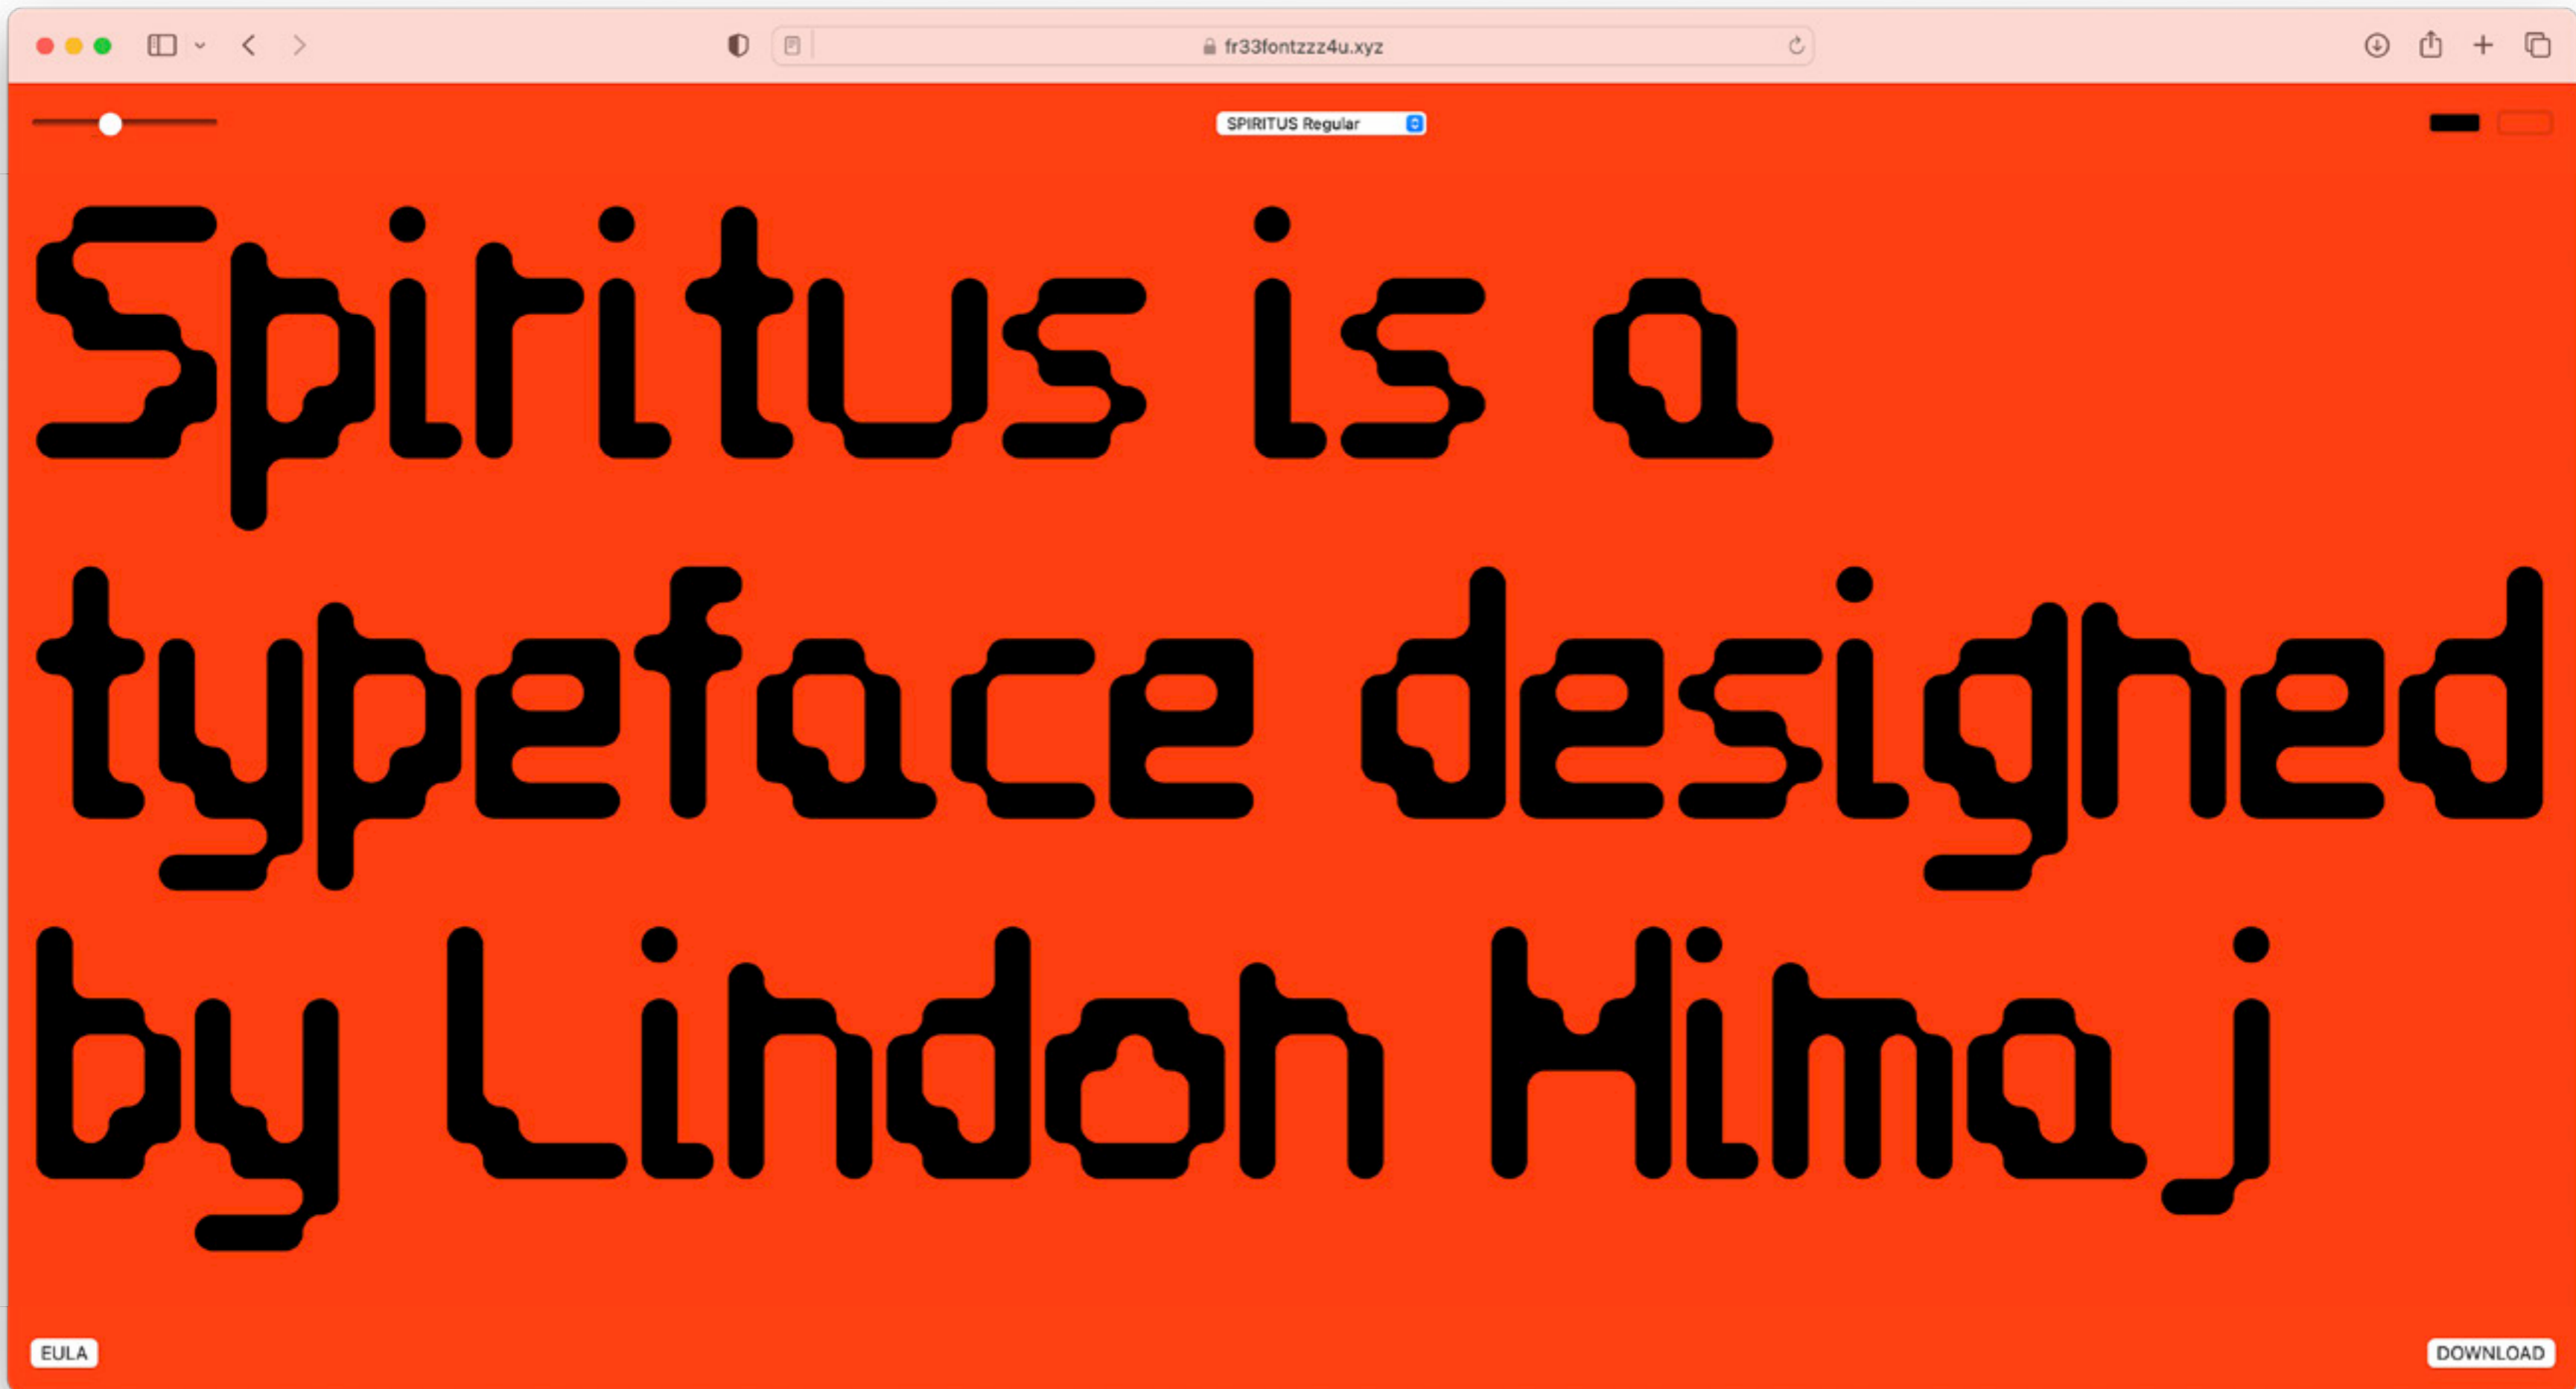 fr33fontzzz4u.xyz
SPIRITUS Regular
Spiritus is a
typeface designed
by Lindon Himaj
EULA
DOWNLOAD